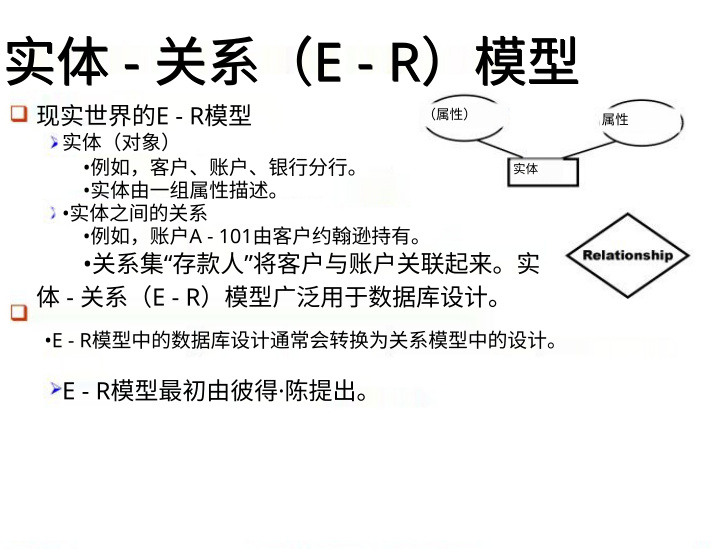 实体 - 关系（E - R）模型
现实世界的E - R模型
实体（对象）
•例如，客户、账户、银行分行。
•实体由一组属性描述。
•实体之间的关系
•例如，账户A - 101由客户约翰逊持有。
•关系集“存款人”将客户与账户关联起来。实
体 - 关系（E - R）模型广泛用于数据库设计。
•E - R模型中的数据库设计通常会转换为关系模型中的设计。
E - R模型最初由彼得·陈提出。
（属性）
属性
实体
Relationship